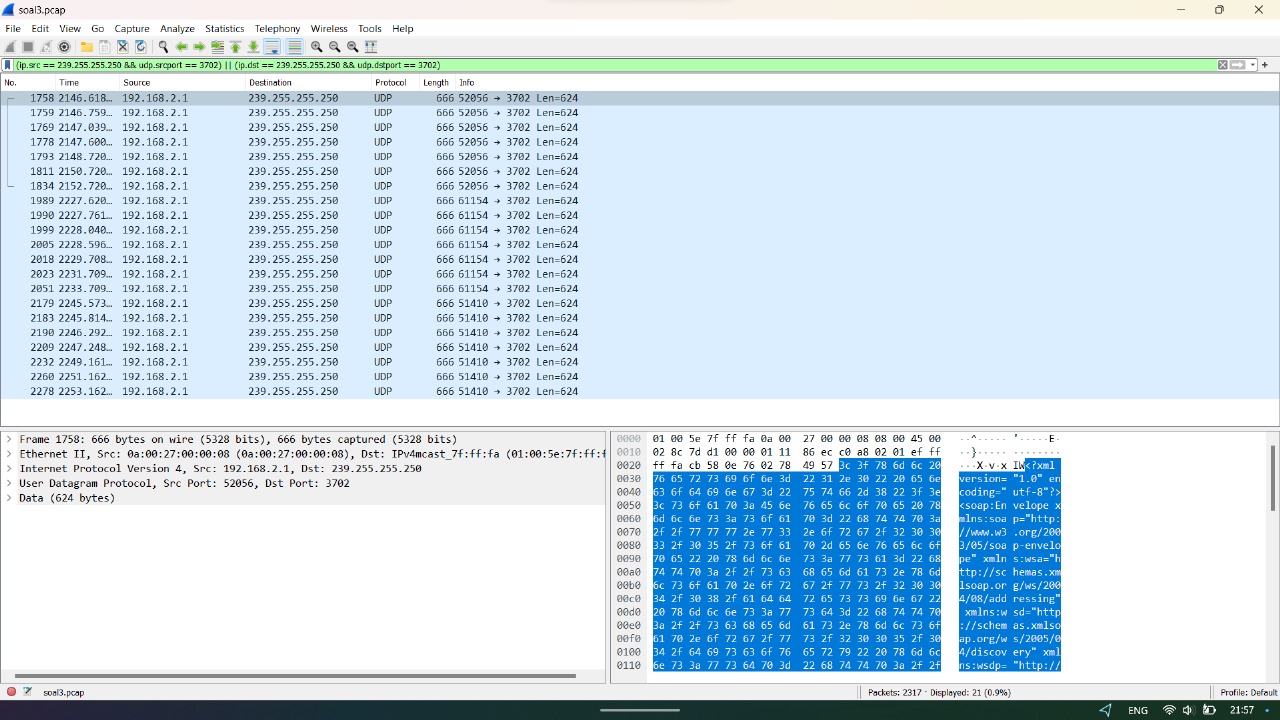 soal3.pcap
File Edit View Go Capture Analyze Statistics Telephony Wireless Tools Help
(ip.src == 239.255.255.250 && udp.srcport == 3702) || (ip.dst == 239.255.255.250 && udp.dstport == 3702)
No. Time Source Destination Protocol Length Info
1758 2146.618… 192.168.2.1 239.255.255.250 UDP 666 52056 → 3702 Len=624
1759 2146.759… 192.168.2.1 239.255.255.250 UDP 666 52056 → 3702 Len=624
1769 2147.039… 192.168.2.1 239.255.255.250 UDP 666 52056 → 3702 Len=624
1778 2147.600… 192.168.2.1 239.255.255.250 UDP 666 52056 → 3702 Len=624
1793 2148.720… 192.168.2.1 239.255.255.250 UDP 666 52056 → 3702 Len=624
1811 2150.720… 192.168.2.1 239.255.255.250 UDP 666 52056 → 3702 Len=624
1834 2152.720… 192.168.2.1 239.255.255.250 UDP 666 52056 → 3702 Len=624
1989 2227.620… 192.168.2.1 239.255.255.250 UDP 666 61154 → 3702 Len=624
1990 2227.761… 192.168.2.1 239.255.255.250 UDP 666 61154 → 3702 Len=624
1999 2228.040… 192.168.2.1 239.255.255.250 UDP 666 61154 → 3702 Len=624
2005 2228.596… 192.168.2.1 239.255.255.250 UDP 666 61154 → 3702 Len=624
2018 2229.708… 192.168.2.1 239.255.255.250 UDP 666 61154 → 3702 Len=624
2023 2231.709… 192.168.2.1 239.255.255.250 UDP 666 61154 → 3702 Len=624
2051 2233.709… 192.168.2.1 239.255.255.250 UDP 666 61154 → 3702 Len=624
2179 2245.573… 192.168.2.1 239.255.255.250 UDP 666 51410 → 3702 Len=624
2183 2245.814… 192.168.2.1 239.255.255.250 UDP 666 51410 → 3702 Len=624
2190 2246.292… 192.168.2.1 239.255.255.250 UDP 666 51410 → 3702 Len=624
2209 2247.248… 192.168.2.1 239.255.255.250 UDP 666 51410 → 3702 Len=624
2232 2249.161… 192.168.2.1 239.255.255.250 UDP 666 51410 → 3702 Len=624
2260 2251.162… 192.168.2.1 239.255.255.250 UDP 666 51410 → 3702 Len=624
2278 2253.162… 192.168.2.1 239.255.255.250 UDP 666 51410 → 3702 Len=624
Frame 1758: 666 bytes on wire (5328 bits), 666 bytes captured (5328 bits)
Ethernet II, Src: 0a:00:27:00:00:08 (0a:00:27:00:00:08), Dst: IPv4mcast_7f:ff:fa (01:00:5e:7f:ff:f
Internet Protocol Version 4, Src: 192.168.2.1, Dst: 239.255.255.250
User Datagram Protocol, Src Port: 52056, Dst Port: 3702
Data (624 bytes)
0000 01 00 5e 7f ff fa 0a 00 27 00 00 08 08 00 45 00 ··^····· '·····E·
0010 02 8c 7d d1 00 00 01 11 86 ec c0 a8 02 01 ef ff ··}····· ········
0020 ff fa cb 58 0e 76 02 78 49 57 3c 3f 78 6d 6c 20 ···X·v·x IW<?xml
0030 76 65 72 73 69 6f 6e 3d 22 31 2e 30 22 20 65 6e version= "1.0" en
0040 63 6f 64 69 6e 67 3d 22 75 74 66 2d 38 22 3f 3e coding=" utf-8"?>
0050 3c 73 6f 61 70 3a 45 6e 76 65 6c 6f 70 65 20 78 <soap:En velope x
0060 6d 6c 6e 73 3a 73 6f 61 70 3d 22 68 74 74 70 3a mlns:soa p="http:
0070 2f 2f 77 77 77 2e 77 33 2e 6f 72 67 2f 32 30 30 //www.w3 .org/200
0080 33 2f 30 35 2f 73 6f 61 70 2d 65 6e 76 65 6c 6f 3/05/soa p-envelo
0090 70 65 22 20 78 6d 6c 6e 73 3a 77 73 61 3d 22 68 pe" xmln s:wsa="h
00a0 74 74 70 3a 2f 2f 73 63 68 65 6d 61 73 2e 78 6d ttp://sc hemas.xm
00b0 6c 73 6f 61 70 2e 6f 72 67 2f 77 73 2f 32 30 30 lsoap.or g/ws/200
00c0 34 2f 30 38 2f 61 64 64 72 65 73 73 69 6e 67 22 4/08/add ressing"
00d0 20 78 6d 6c 6e 73 3a 77 73 64 3d 22 68 74 74 70 xmlns:w sd="http
00e0 3a 2f 2f 73 63 68 65 6d 61 73 2e 78 6d 6c 73 6f ://schem as.xmlso
00f0 61 70 2e 6f 72 67 2f 77 73 2f 32 30 30 35 2f 30 ap.org/w s/2005/0
0100 34 2f 64 69 73 63 6f 76 65 72 79 22 20 78 6d 6c 4/discov ery" xml
0110 6e 73 3a 77 73 64 70 3d 22 68 74 74 70 3a 2f 2f ns:wsdp= "http://
soal3.pcap
Packets: 2317 · Displayed: 21 (0.9%)
Profile: Default
ENG
21:57